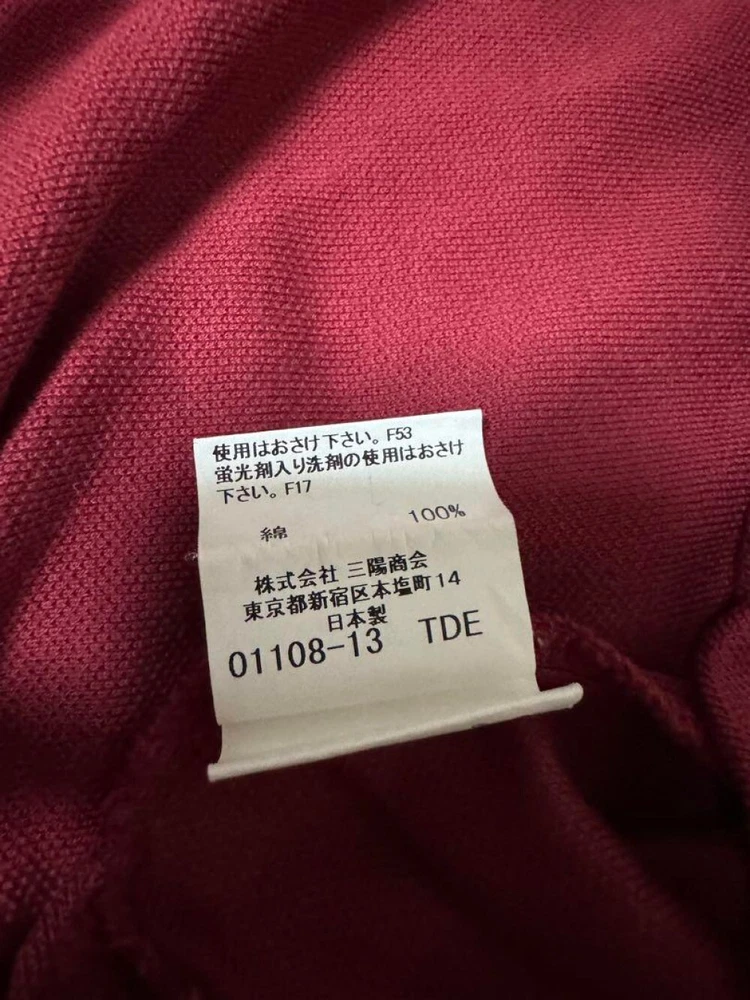 使用はおさけ下さい。F53
蛍光剤入り洗剤の使用はおさけ
下さい。F17
綿 100%
株式会社 三陽商会
東京都新宿区本塩町14
日本製
01108-13 TDE